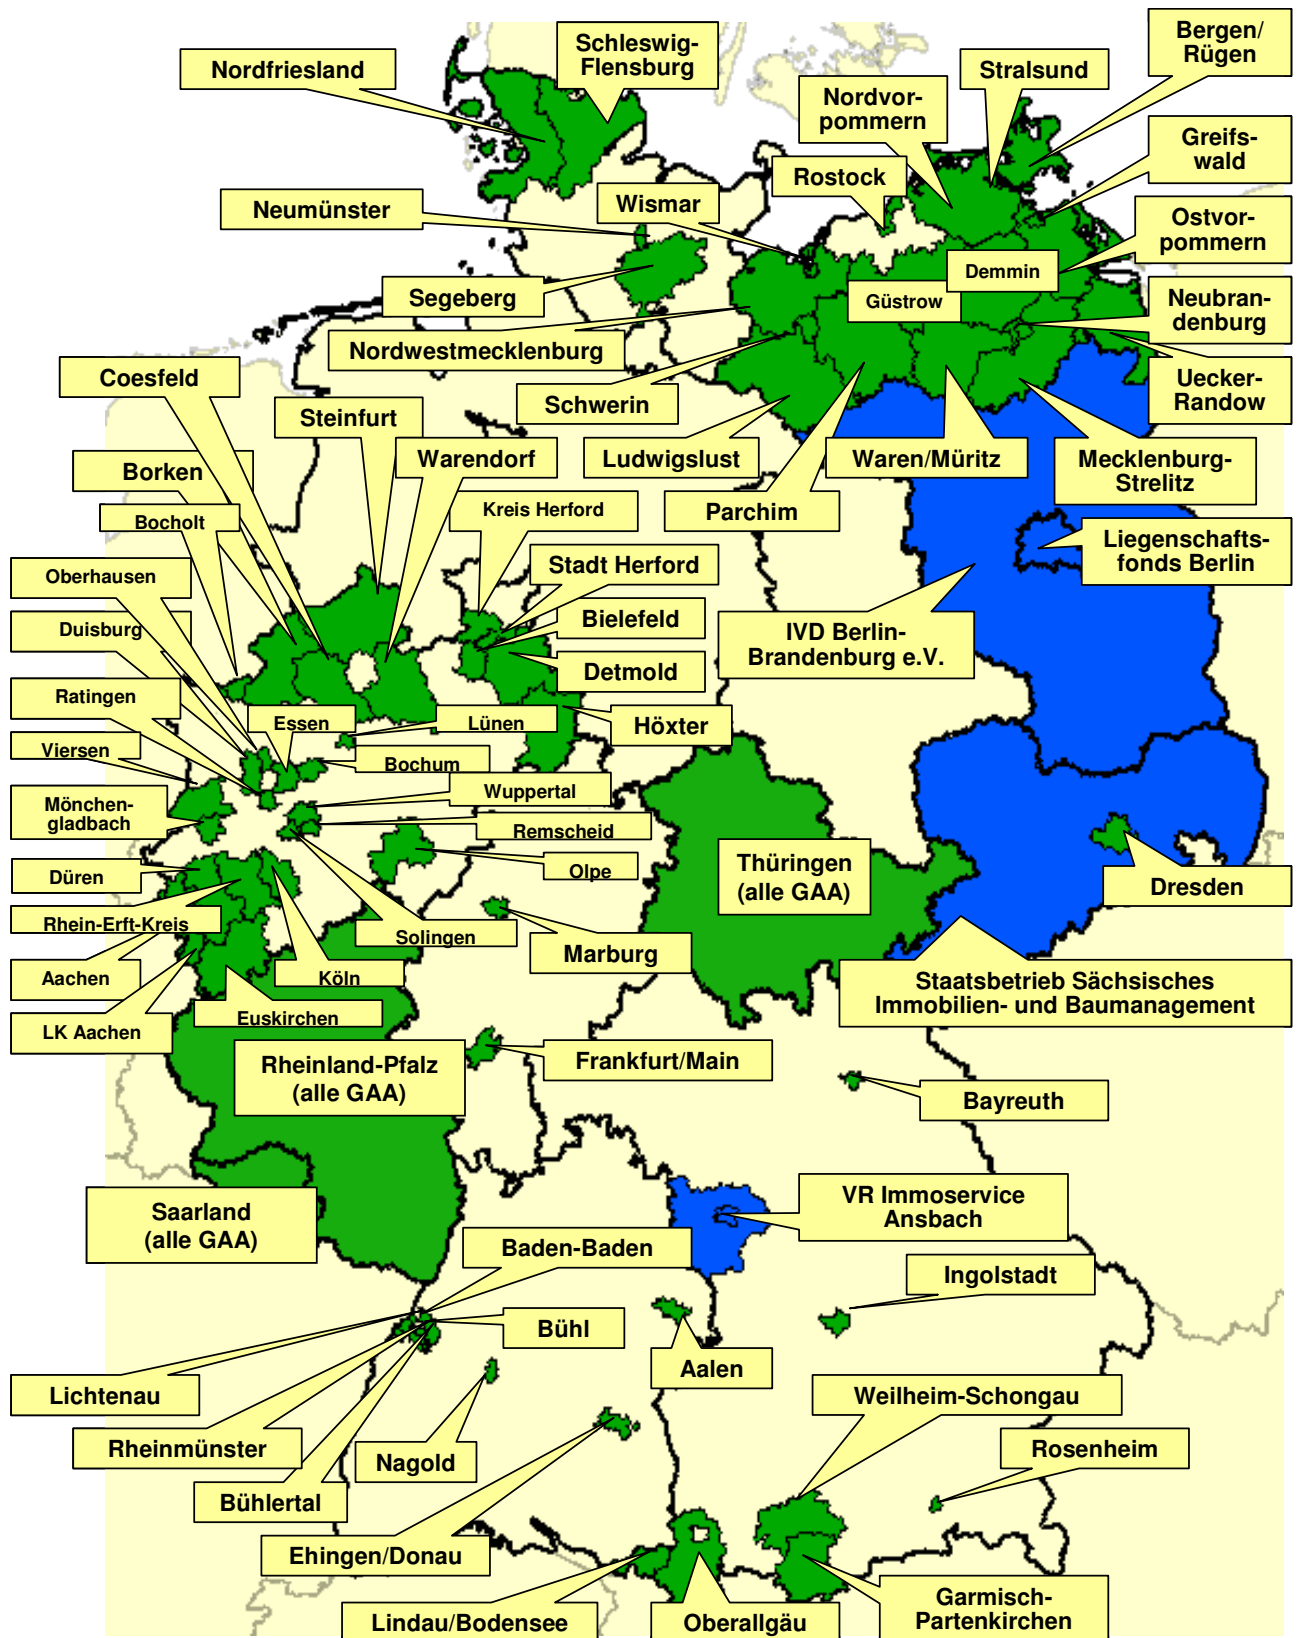 Schleswig-
Flensburg
Bergen/
Rügen
Nordfriesland
Stralsund
Nordvor-
pommern
Greifs-
wald
Rostock
Wismar
Neumünster
Ostvor-
pommern
Demmin
Segeberg
Güstrow
Neubran-
denburg
Nordwestmecklenburg
Coesfeld
Uecker-
Randow
Schwerin
Steinfurt
Warendorf
Ludwigslust
Waren/Müritz
Mecklenburg-
Strelitz
Borken
Kreis Herford
Parchim
Bocholt
Liegenschafts-
fonds Berlin
Stadt Herford
Oberhausen
Bielefeld
Duisburg
IVD Berlin-
Brandenburg e.V.
Detmold
Ratingen
Essen
Lünen
Höxter
Viersen
Bochum
Wuppertal
Mönchen-
gladbach
Remscheid
Olpe
Thüringen
(alle GAA)
Düren
Dresden
Rhein-Erft-Kreis
Solingen
Marburg
Aachen
Köln
Staatsbetrieb Sächsisches
Immobilien- und Baumanagement
Euskirchen
LK Aachen
Rheinland-Pfalz
(alle GAA)
Frankfurt/Main
Bayreuth
VR Immoservice
Ansbach
Saarland
(alle GAA)
Baden-Baden
Ingolstadt
Bühl
Aalen
Lichtenau
Weilheim-Schongau
Rheinmünster
Nagold
Rosenheim
Bühlertal
Ehingen/Donau
Lindau/Bodensee
Oberallgäu
Garmisch-
Partenkirchen